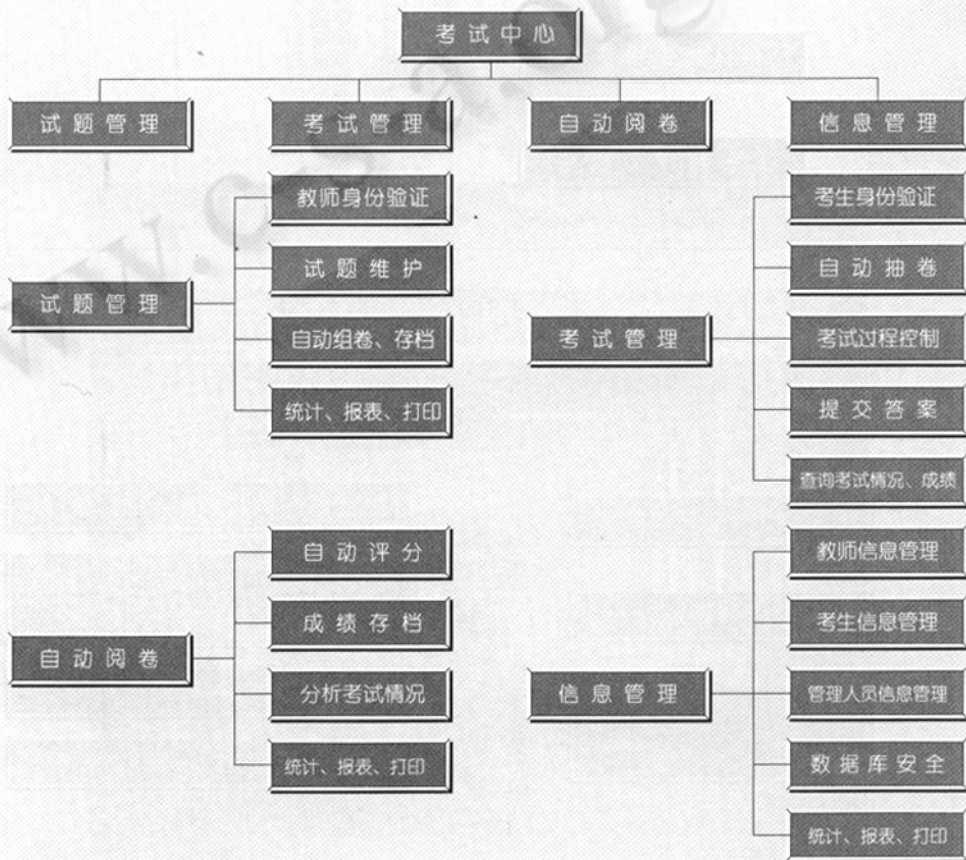 考试中心
试题管理
考试管理
自动阅卷
信息管理
试题管理
教师身份验证
试题维护
自动组卷、存档
统计、报表、打印
考试管理
考生身份验证
自动抽卷
考试过程控制
提交答案
查询考试情况、成绩
自动阅卷
自动评分
成绩存档
分析考试情况
统计、报表、打印
信息管理
教师信息管理
考生信息管理
管理人员信息管理
数据库安全
统计、报表、打印